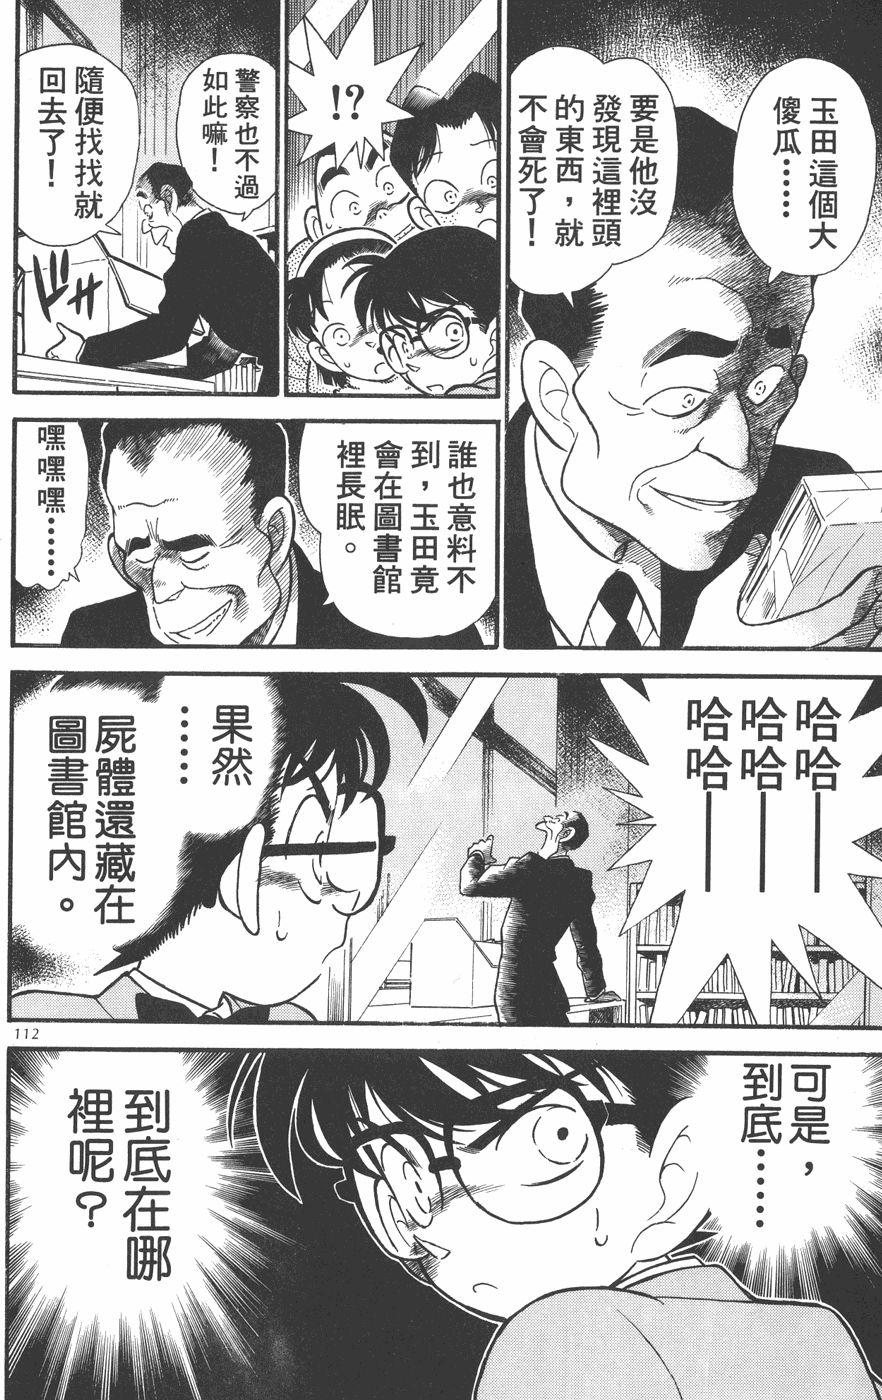 玉田這個大
傻瓜……
要是他沒
發現這裡頭
的東西，就
不會死了！
!?
警察也不過
如此嘛！
隨便找找就
回去了！
ドサ
誰也意料不
到，玉田竟
會在圖書館
裡長眠。
嘿嘿嘿……
哈哈——
哈哈——
哈哈——
果然
……
屍體還藏在
圖書館內。
112
可是，
到底……
到底在哪
裡呢？